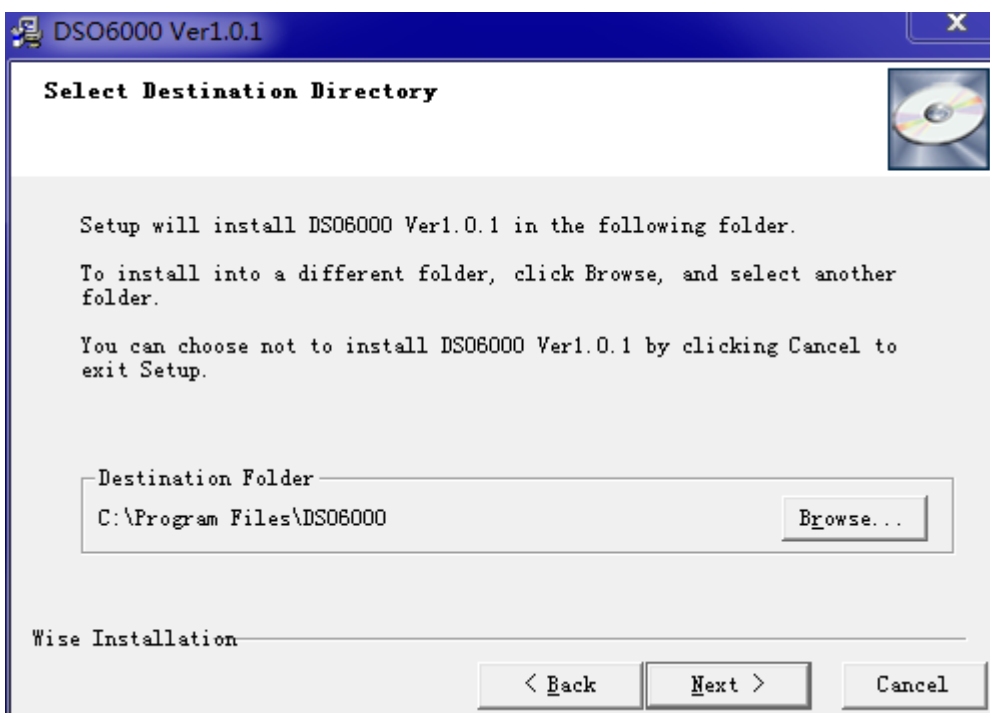 DSO6000 Ver1.0.1
X
Select Destination Directory
Setup will install DSO6000 Ver1.0.1 in the following folder.
To install into a different folder, click Browse, and select another
folder.
You can choose not to install DSO6000 Ver1.0.1 by clicking Cancel to
exit Setup.
Destination Folder
C:\Program Files\DSO6000
Browse...
Wise Installation
< Back
Next >
Cancel